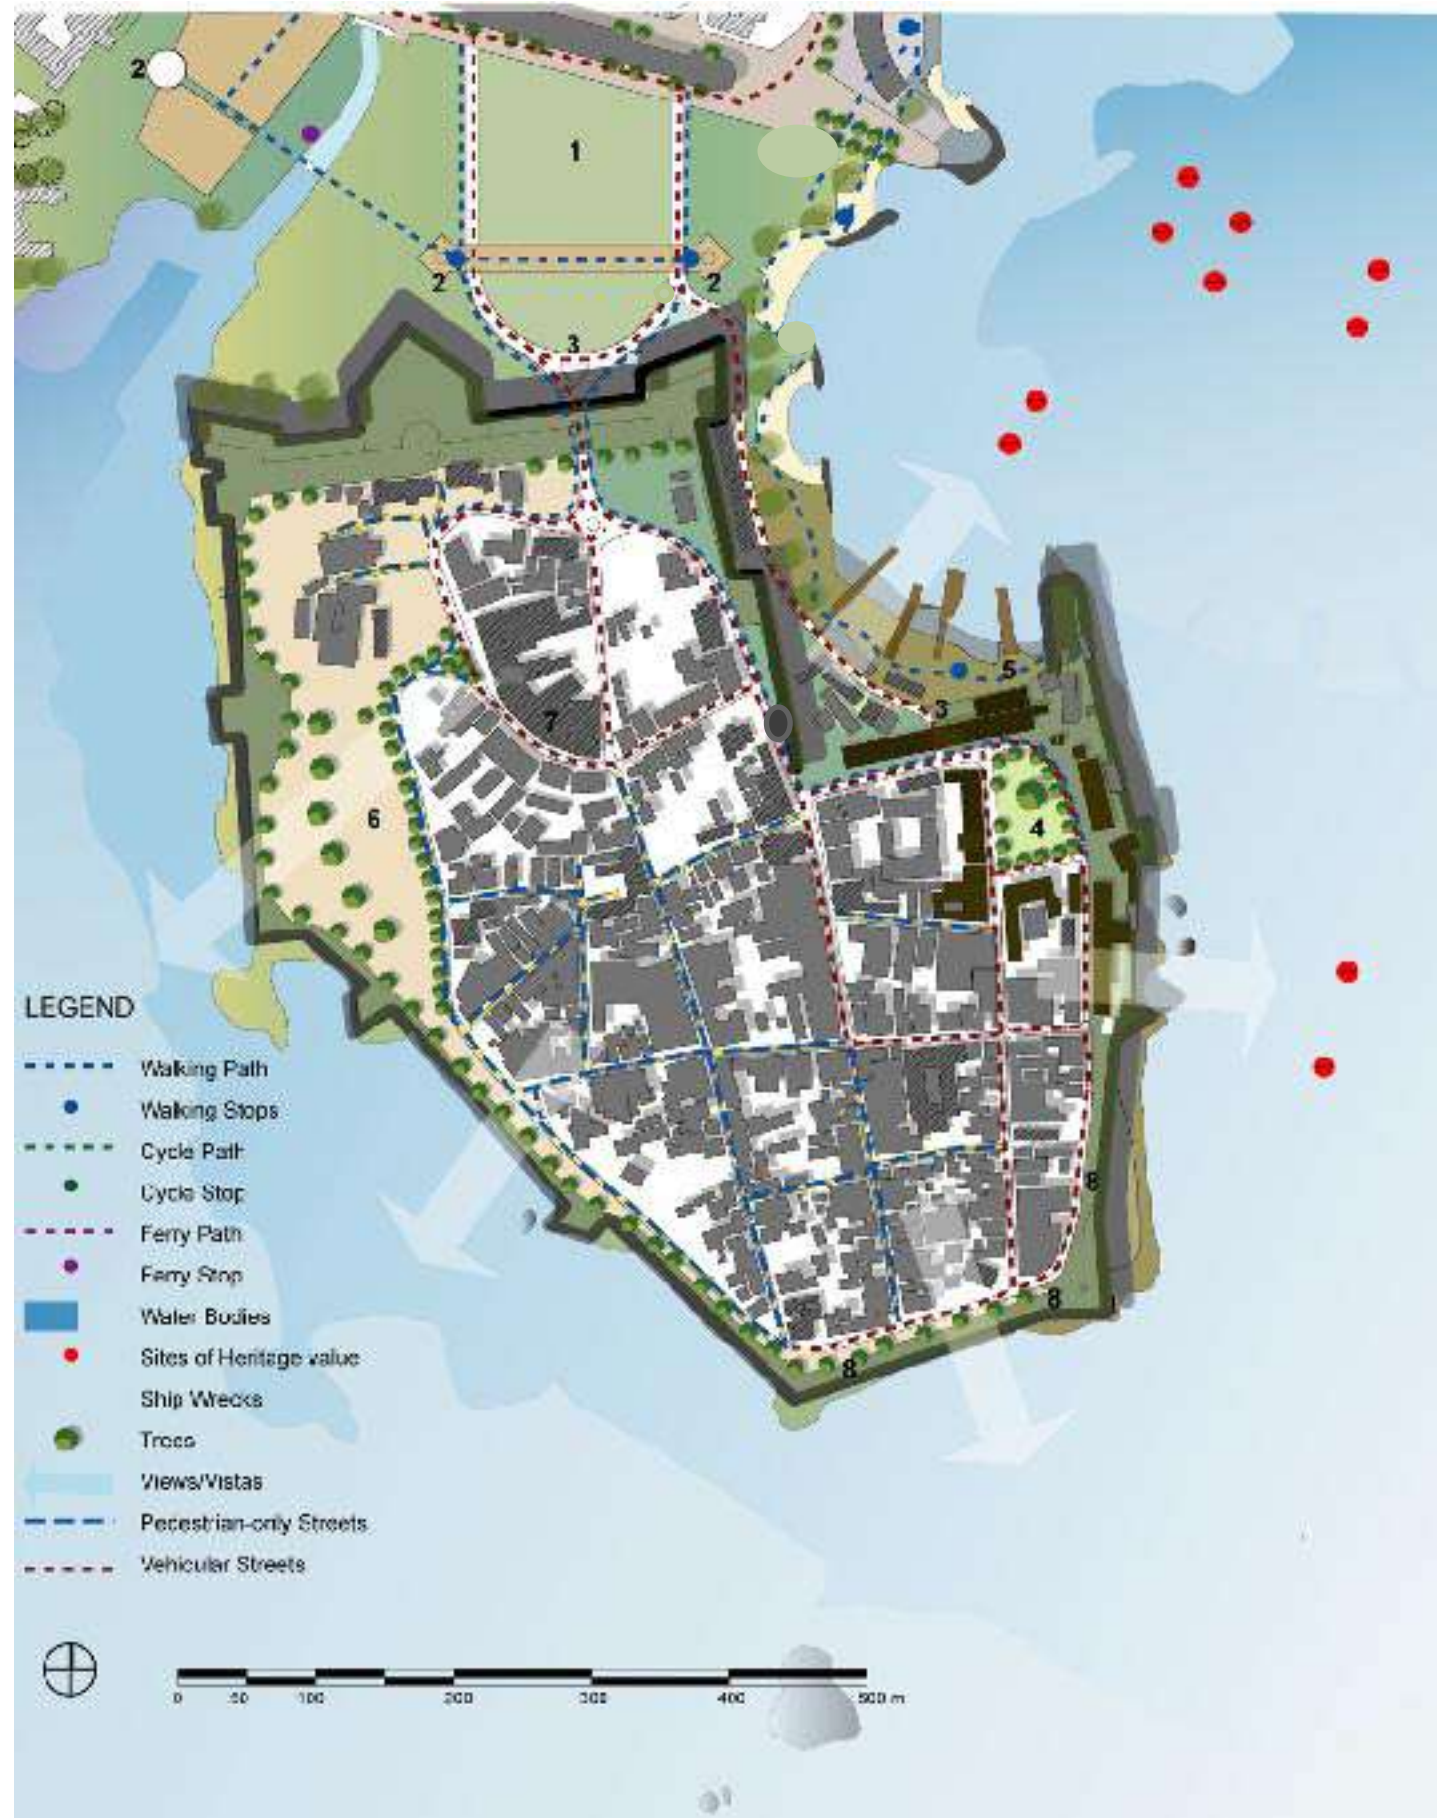 2
1
2
2
3
5
3
7
4
6
8
8
8
LEGEND
Walking Path
Walking Stops
Cycle Path
Cycle Stop
Ferry Path
Ferry Stop
Water Bodies
Sites of Heritage value
Ship Wrecks
Trees
Views/Vistas
Pedestrian-only Streets
Vehicular Streets
0 50 100 200 300 400 500 m